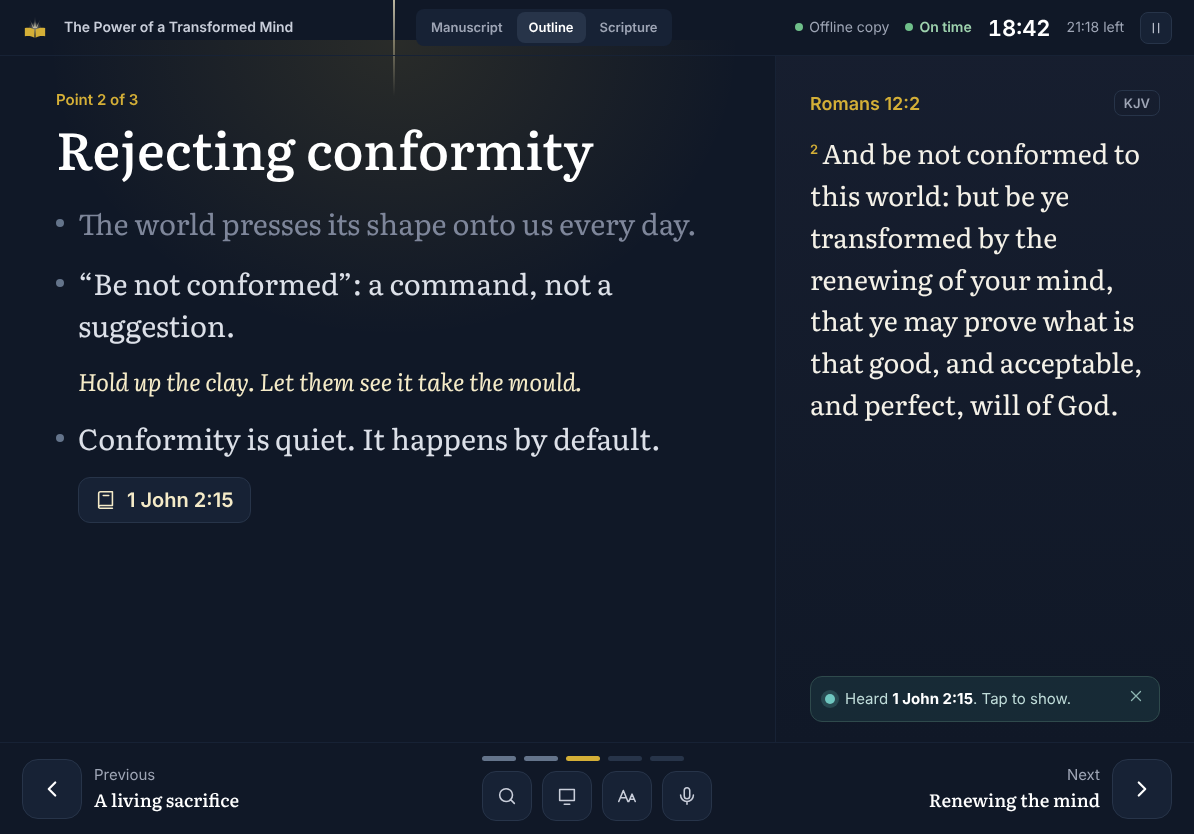 The Power of a Transformed Mind
Manuscript Outline Scripture
Offline copy On time 18:42 21:18 left
Point 2 of 3
Rejecting conformity
The world presses its shape onto us every day.
“Be not conformed”: a command, not a
suggestion.
Hold up the clay. Let them see it take the mould.
Conformity is quiet. It happens by default.
1 John 2:15
Romans 12:2 KJV
2 And be not conformed to
this world: but be ye
transformed by the
renewing of your mind,
that ye may prove what is
that good, and acceptable,
and perfect, will of God.
Heard 1 John 2:15. Tap to show.
Previous
A living sacrifice
AA
Next
Renewing the mind